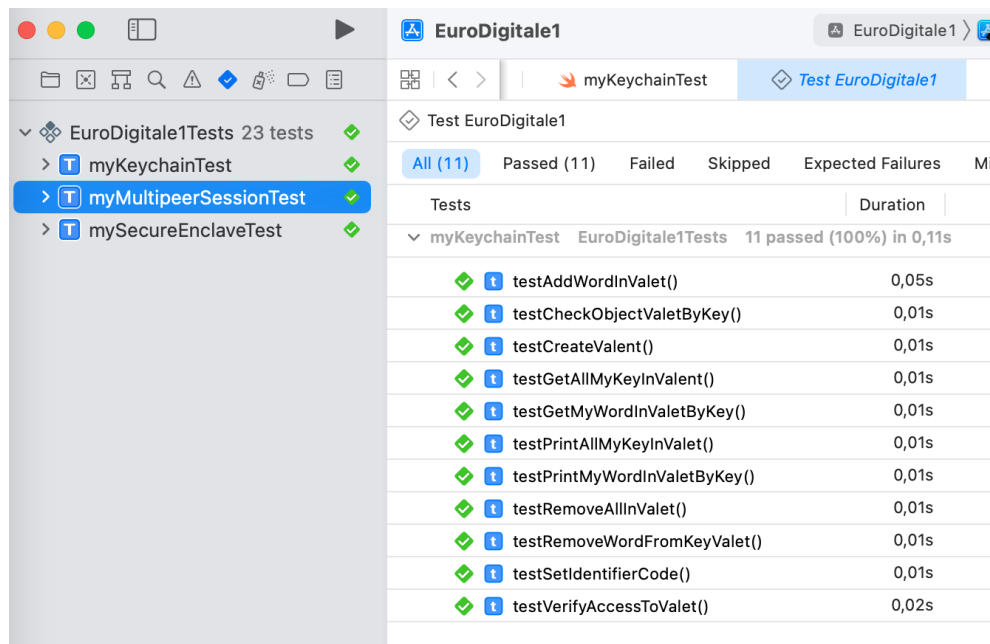 EuroDigitale1
EuroDigitale1
myKeychainTest
Test EuroDigitale1
Test EuroDigitale1
EuroDigitale1Tests 23 tests
myKeychainTest
myMultipeerSessionTest
mySecureEnclaveTest
All (11) Passed (11) Failed Skipped Expected Failures Mi
Tests Duration
myKeychainTest EuroDigitale1Tests 11 passed (100%) in 0,11s
t testAddWordInValet() 0,05s
t testCheckObjectValetByKey() 0,01s
t testCreateValent() 0,01s
t testGetAllMyKeyInValent() 0,01s
t testGetMyWordInValetByKey() 0,01s
t testPrintAllMyKeyInValet() 0,01s
t testPrintMyWordInValetByKey() 0,01s
t testRemoveAllInValet() 0,01s
t testRemoveWordFromKeyValet() 0,01s
t testSetIdentifierCode() 0,01s
t testVerifyAccessToValet() 0,02s